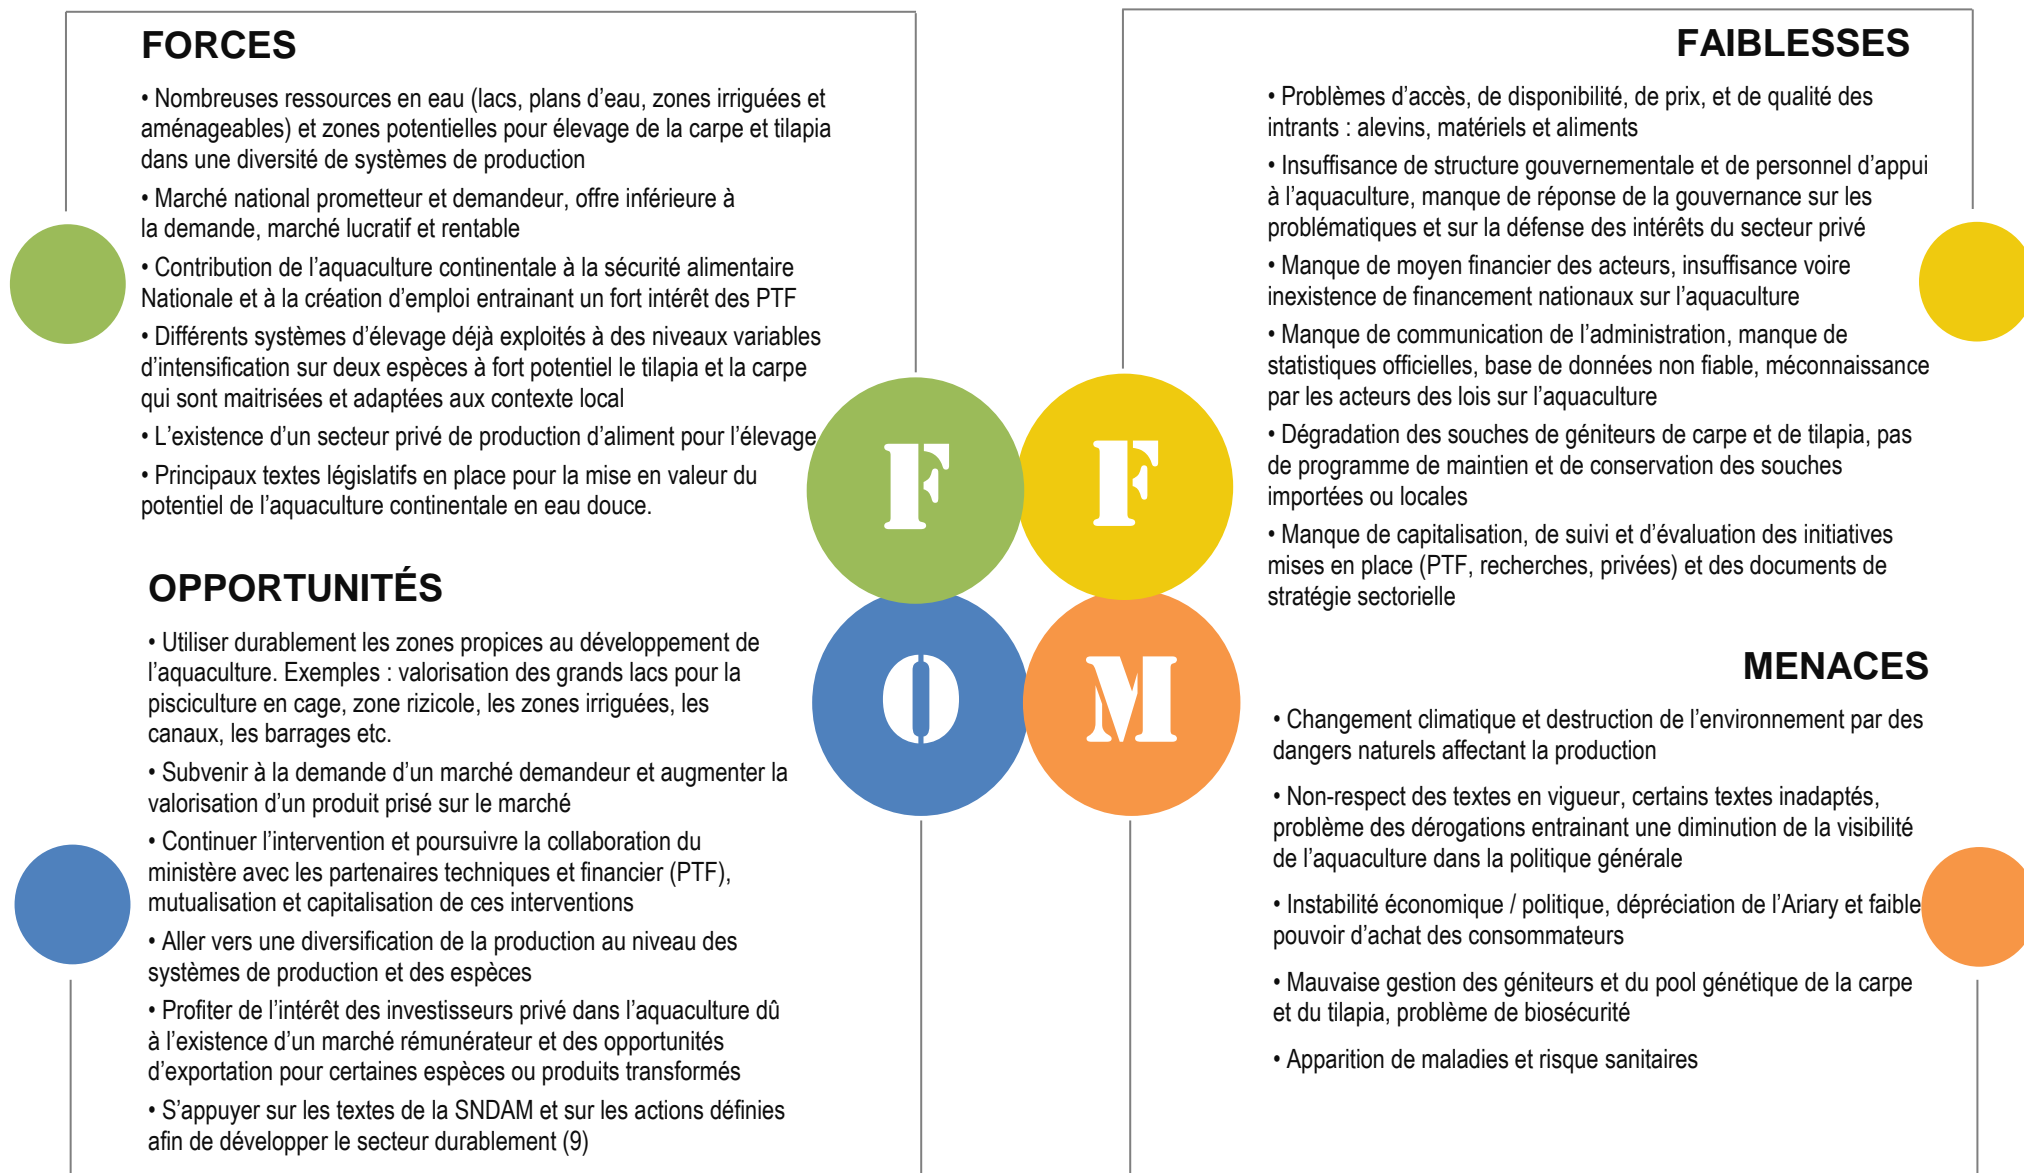 FORCES
• Nombreuses ressources en eau (lacs, plans d’eau, zones irriguées et
aménageables) et zones potentielles pour élevage de la carpe et tilapia
dans une diversité de systèmes de production
• Marché national prometteur et demandeur, offre inférieure à
la demande, marché lucratif et rentable
• Contribution de l’aquaculture continentale à la sécurité alimentaire
Nationale et à la création d’emploi entrainant un fort intérêt des PTF
• Différents systèmes d’élevage déjà exploités à des niveaux variables
d’intensification sur deux espèces à fort potentiel le tilapia et la carpe
qui sont maitrisées et adaptées aux contexte local
• L’existence d’un secteur privé de production d’aliment pour l’élevage
• Principaux textes législatifs en place pour la mise en valeur du
potentiel de l’aquaculture continentale en eau douce.
FAIBLESSES
• Problèmes d’accès, de disponibilité, de prix, et de qualité des
intrants : alevins, matériels et aliments
• Insuffisance de structure gouvernementale et de personnel d’appui
à l’aquaculture, manque de réponse de la gouvernance sur les
problématiques et sur la défense des intérêts du secteur privé
• Manque de moyen financier des acteurs, insuffisance voire
inexistence de financement nationaux sur l’aquaculture
• Manque de communication de l’administration, manque de
statistiques officielles, base de données non fiable, méconnaissance
par les acteurs des lois sur l’aquaculture
• Dégradation des souches de géniteurs de carpe et de tilapia, pas
de programme de maintien et de conservation des souches
importées ou locales
• Manque de capitalisation, de suivi et d’évaluation des initiatives
mises en place (PTF, recherches, privées) et des documents de
stratégie sectorielle
F
F
O
M
OPPORTUNITÉS
• Utiliser durablement les zones propices au développement de
l’aquaculture. Exemples : valorisation des grands lacs pour la
pisciculture en cage, zone rizicole, les zones irriguées, les
canaux, les barrages etc.
• Subvenir à la demande d’un marché demandeur et augmenter la
valorisation d’un produit prisé sur le marché
• Continuer l’intervention et poursuivre la collaboration du
ministère avec les partenaires techniques et financier (PTF),
mutualisation et capitalisation de ces interventions
• Aller vers une diversification de la production au niveau des
systèmes de production et des espèces
• Profiter de l’intérêt des investisseurs privé dans l’aquaculture dû
à l’existence d’un marché rémunérateur et des opportunités
d’exportation pour certaines espèces ou produits transformés
• S’appuyer sur les textes de la SNDAM et sur les actions définies
afin de développer le secteur durablement (9)
MENACES
• Changement climatique et destruction de l’environnement par des
dangers naturels affectant la production
• Non-respect des textes en vigueur, certains textes inadaptés,
problème des dérogations entrainant une diminution de la visibilité
de l’aquaculture dans la politique générale
• Instabilité économique / politique, dépréciation de l’Ariary et faible
pouvoir d’achat des consommateurs
• Mauvaise gestion des géniteurs et du pool génétique de la carpe
et du tilapia, problème de biosécurité
• Apparition de maladies et risque sanitaires